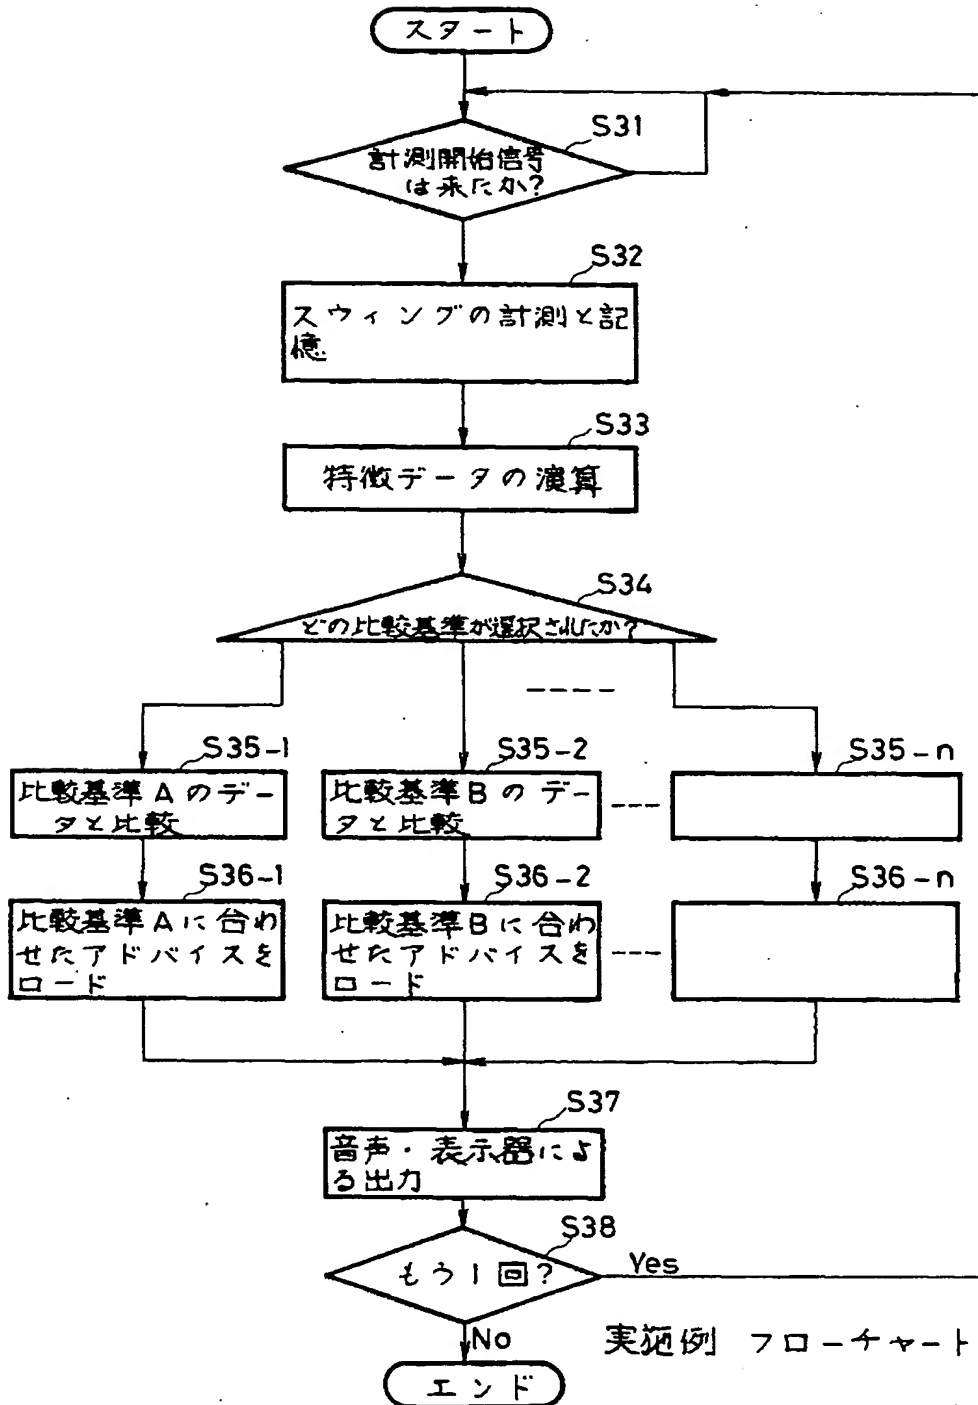 スタート
S31
計測開始信号
は来たか?
S32
スウィングの計測と記
憶
S33
特徴データの演算
S34
どの比較基準が選択されたか?
S35-1
S35-2
S35-n
比較基準Aのデー
タと比較
比較基準Bのデー
タと比較
S36-1
S36-2
S36-n
比較基準Aに合わ
せたアドバイスを
ロード
比較基準Bに合わ
せたアドバイスを
ロード
S37
音声・表示器によ
る出力
S38
もう1回?
Yes
No
実施例 フローチャート
エンド